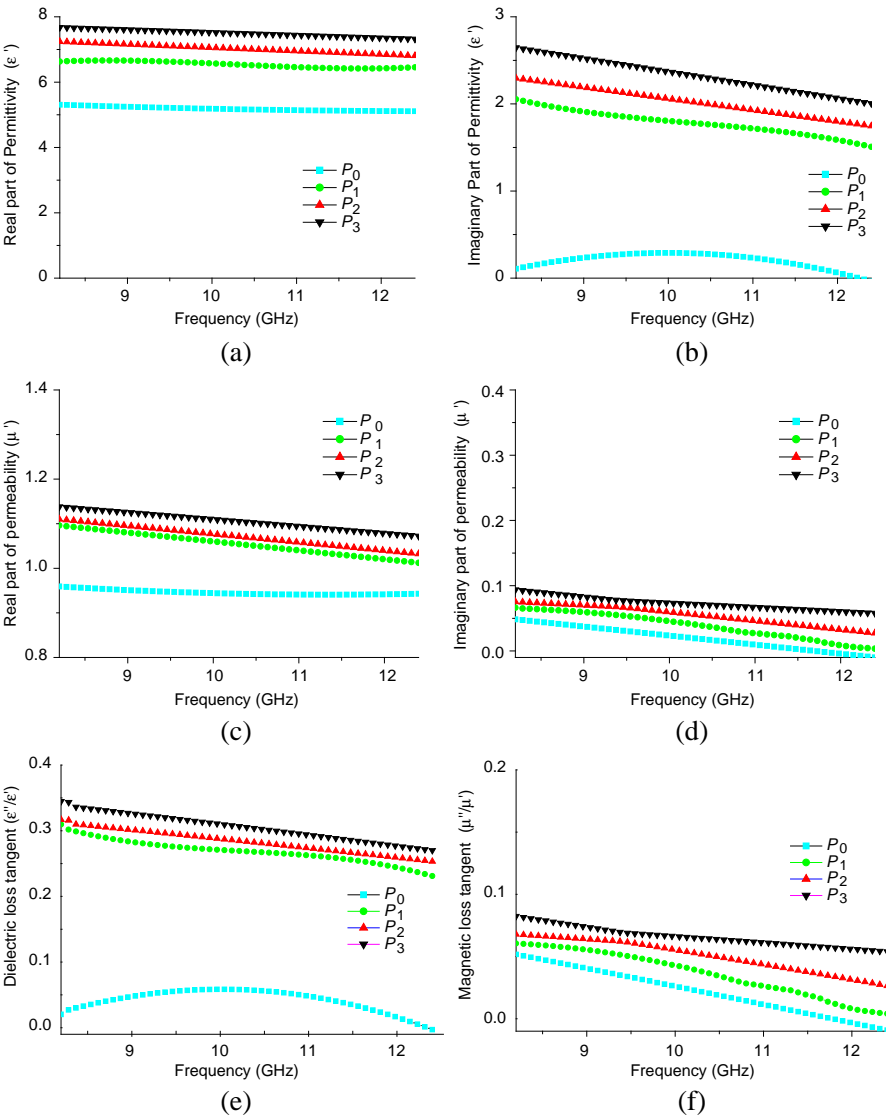 8
6
4
2
0
9
10
11
12
Real part of Permittivity (ε')
Frequency (GHz)
P0
P1
P2
P3
(a)
3
2
1
0
9
10
11
12
Imaginary Part of Permittivity (ε')
Frequency (GHz)
P0
P1
P2
P3
(b)
1.4
1.2
1.0
0.8
9
10
11
12
Real part of permeability (μ')
Frequency (GHz)
P0
P1
P2
P3
(c)
0.4
0.3
0.2
0.1
0.0
9
10
11
12
Imaginary part of permeability (μ')
Frequency (GHz)
P0
P1
P2
P3
(d)
0.4
0.3
0.2
0.1
0.0
9
10
11
12
Dielectric loss tangent (ε''/ε')
Frequency (GHz)
P0
P1
P2
P3
(e)
0.2
0.1
0.0
9
10
11
12
Magnetic loss tangent (μ''/μ')
Frequency (GHz)
P0
P1
P2
P3
(f)